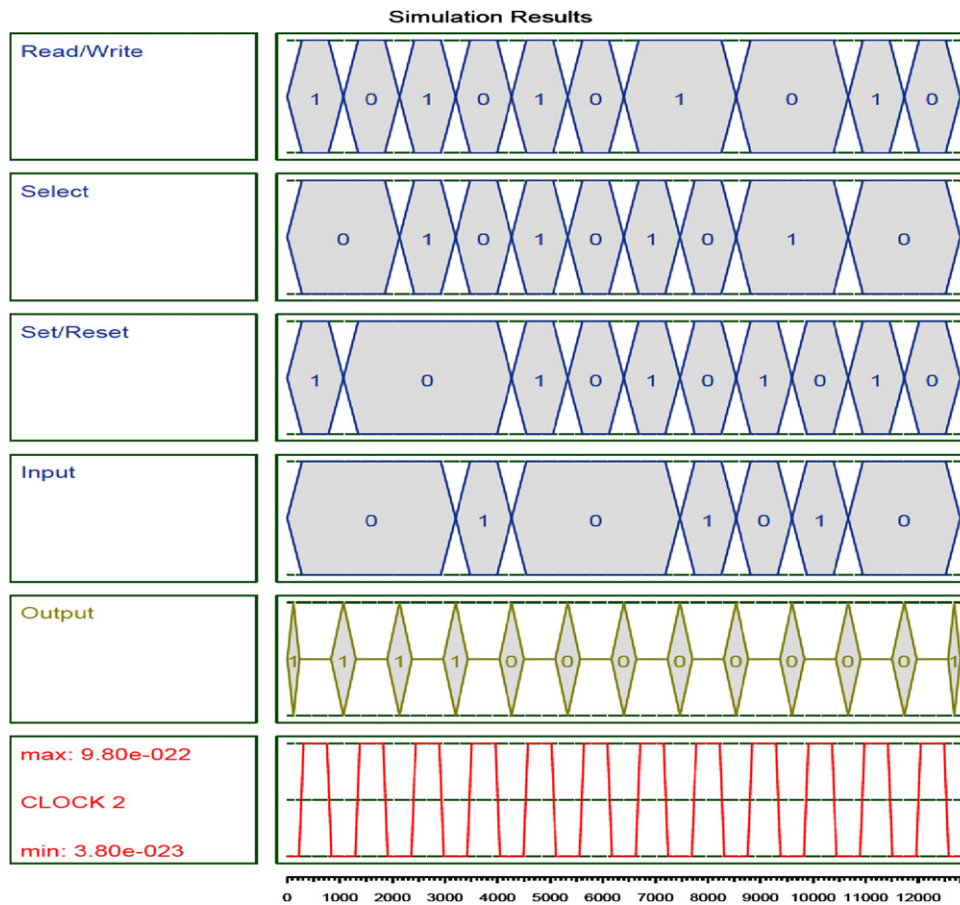 Simulation Results
Read/Write
1 0 1 0 1 0 1 0 1 0
Select
0 1 0 1 0 1 0 1 0
Set/Reset
1 0 1 0 1 0 1 0 1 0
Input
0 1 0 1 0 1 0
Output
1 1 1 1 0 0 0 0 0 0 0 0 1
max: 9.80e-022
CLOCK 2
min: 3.80e-023
0 1000 2000 3000 4000 5000 6000 7000 8000 9000 10000 11000 12000